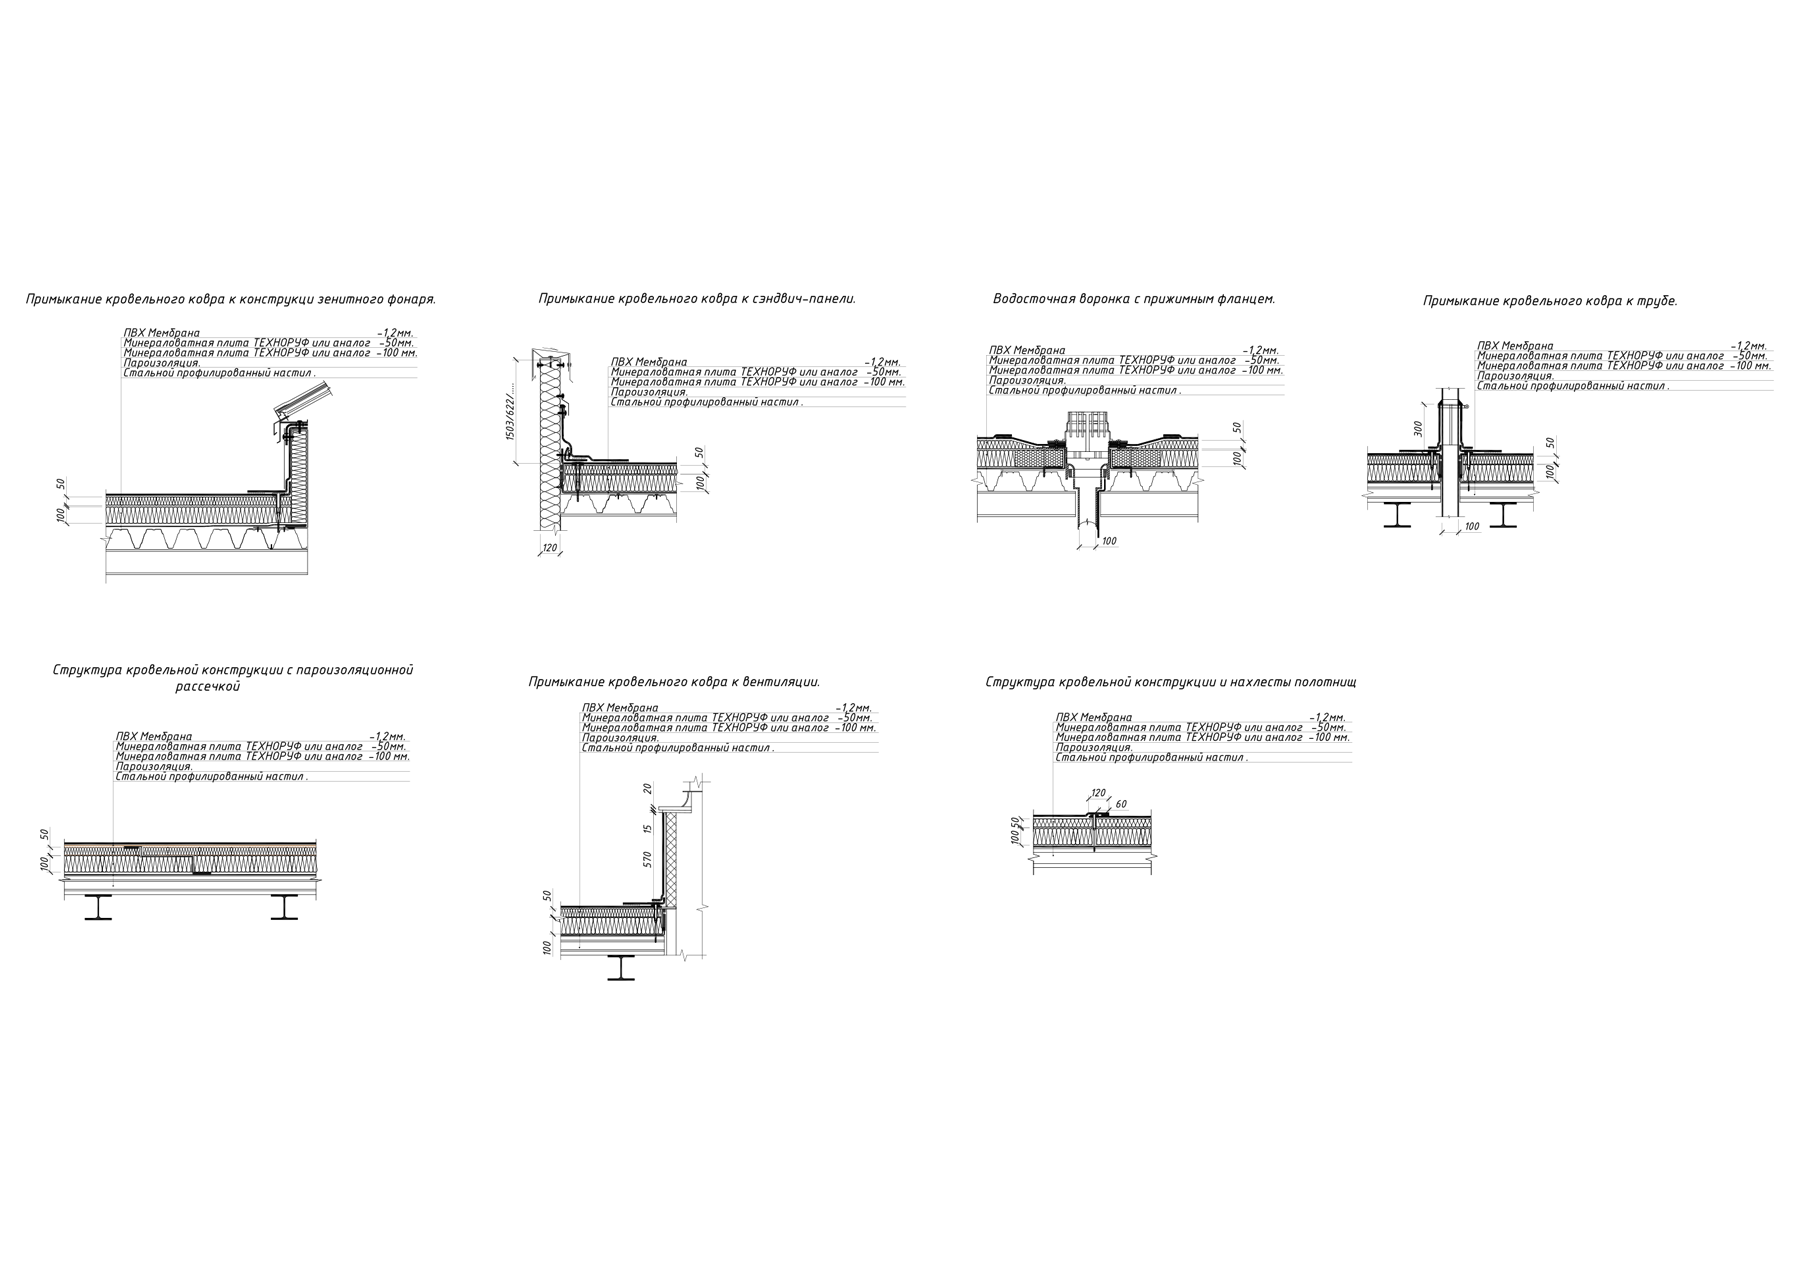 Примыкание кровельного ковра к конструкци зенитного фонаря.
ПВХ Мембрана -1,2мм.
Минераловатная плита ТЕХНОРУФ или аналог -50мм.
Минераловатная плита ТЕХНОРУФ или аналог -100 мм.
Пароизоляция.
Стальной профилированный настил .
50
100
Примыкание кровельного ковра к сэндвич-панели.
ПВХ Мембрана -1,2мм.
Минераловатная плита ТЕХНОРУФ или аналог -50мм.
Минераловатная плита ТЕХНОРУФ или аналог -100 мм.
Пароизоляция.
Стальной профилированный настил .
1503/622/....
50
100
120
Водосточная воронка с прижимным фланцем.
ПВХ Мембрана -1,2мм.
Минераловатная плита ТЕХНОРУФ или аналог -50мм.
Минераловатная плита ТЕХНОРУФ или аналог -100 мм.
Пароизоляция.
Стальной профилированный настил .
50
100
100
Примыкание кровельного ковра к трубе.
ПВХ Мембрана -1,2мм.
Минераловатная плита ТЕХНОРУФ или аналог -50мм.
Минераловатная плита ТЕХНОРУФ или аналог -100 мм.
Пароизоляция.
Стальной профилированный настил .
300
50
100
100
Структура кровельной конструкции с пароизоляционной
рассечкой
ПВХ Мембрана -1,2мм.
Минераловатная плита ТЕХНОРУФ или аналог -50мм.
Минераловатная плита ТЕХНОРУФ или аналог -100 мм.
Пароизоляция.
Стальной профилированный настил .
50
100
Примыкание кровельного ковра к вентиляции.
ПВХ Мембрана -1,2мм.
Минераловатная плита ТЕХНОРУФ или аналог -50мм.
Минераловатная плита ТЕХНОРУФ или аналог -100 мм.
Пароизоляция.
Стальной профилированный настил .
20
15
570
50
100
Структура кровельной конструкции и нахлесты полотнищ
ПВХ Мембрана -1,2мм.
Минераловатная плита ТЕХНОРУФ или аналог -50мм.
Минераловатная плита ТЕХНОРУФ или аналог -100 мм.
Пароизоляция.
Стальной профилированный настил .
120
60
50
100